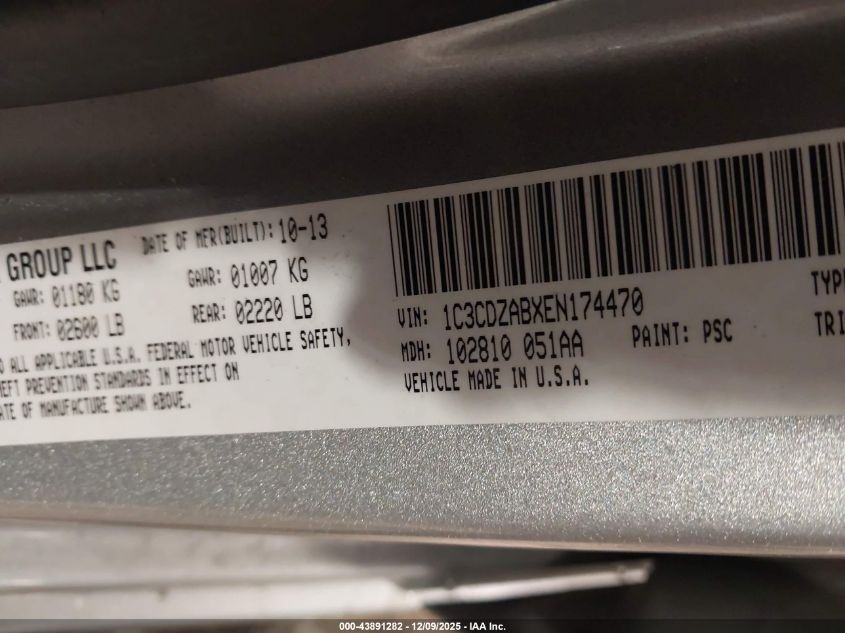 GROUP LLC DATE OF MFR(BUILT): 10-13
GAWR: 01180 KG GAWR: 01007 KG
FRONT: 02600 LB REAR: 02220 LB
O ALL APPLICABLE U.S.A. FEDERAL MOTOR VEHICLE SAFETY,
EFT PREVENTION STANDARDS IN EFFECT ON
ATE OF MANUFACTURE SHOWN ABOVE.
VIN: 1C3CDZABXEN174470 TYP
MDH: 102810 051AA PAINT: PSC TRI
VEHICLE MADE IN U.S.A.
000-43891282 - 12/09/2025 - IAA Inc.